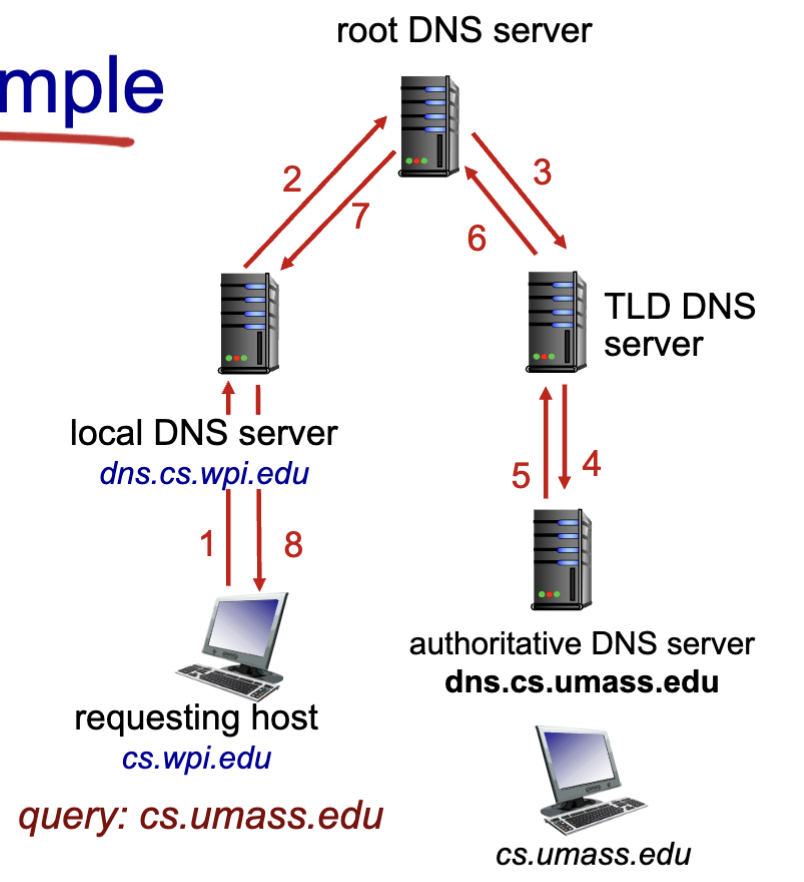 root DNS server
mple
2
3
7
6
TLD DNS
server
local DNS server
dns.cs.wpi.edu
5
4
1
8
authoritative DNS server
dns.cs.umass.edu
requesting host
cs.wpi.edu
query: cs.umass.edu
cs.umass.edu